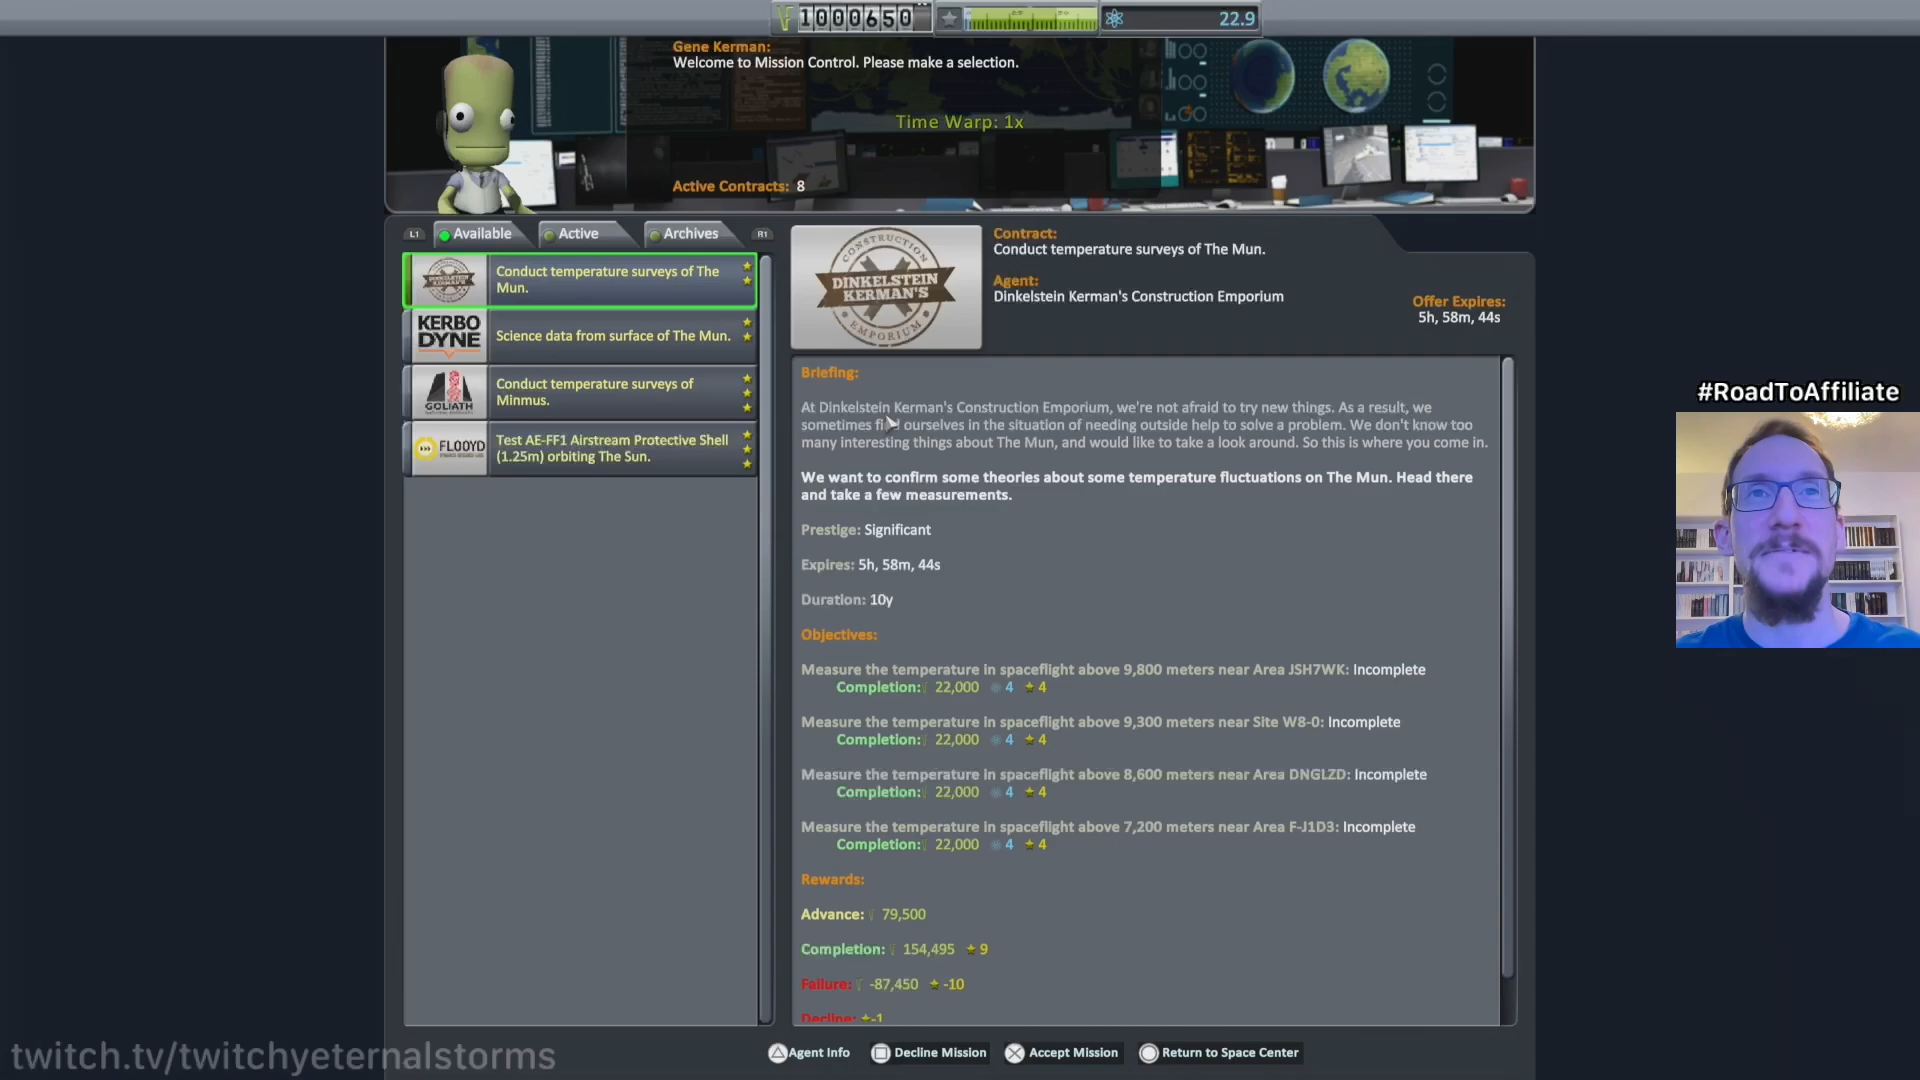 1000650
22.9
Gene Kerman:
Welcome to Mission Control. Please make a selection.
Time Warp: 1x
Active Contracts: 8
L1
Available
Active
Archives
R1
Conduct temperature surveys of The
Mun.
KERBO
DYNE
Science data from surface of The Mun.
GOLIATH
Conduct temperature surveys of
Minmus.
FLOOYD
Test AE-FF1 Airstream Protective Shell
(1.25m) orbiting The Sun.
CONSTRUCTION
DINKELSTEIN
KERMAN'S
EMPORIUM
Contract:
Conduct temperature surveys of The Mun.
Agent:
Dinkelstein Kerman's Construction Emporium
Offer Expires:
5h, 58m, 44s
Briefing:
At Dinkelstein Kerman's Construction Emporium, we're not afraid to try new things. As a result, we
sometimes find ourselves in the situation of needing outside help to solve a problem. We don't know too
many interesting things about The Mun, and would like to take a look around. So this is where you come in.
We want to confirm some theories about some temperature fluctuations on The Mun. Head there
and take a few measurements.
Prestige: Significant
Expires: 5h, 58m, 44s
Duration: 10y
Objectives:
Measure the temperature in spaceflight above 9,800 meters near Area JSH7WK: Incomplete
Completion: 22,000 4 4
Measure the temperature in spaceflight above 9,300 meters near Site W8-0: Incomplete
Completion: 22,000 4 4
Measure the temperature in spaceflight above 8,600 meters near Area DNGLZD: Incomplete
Completion: 22,000 4 4
Measure the temperature in spaceflight above 7,200 meters near Area F-J1D3: Incomplete
Completion: 22,000 4 4
Rewards:
Advance: 79,500
Completion: 154,495 9
Failure: -87,450 -10
Decline: -1
Agent Info
Decline Mission
Accept Mission
Return to Space Center
#RoadToAffiliate
twitch.tv/twitchyeternalstorms